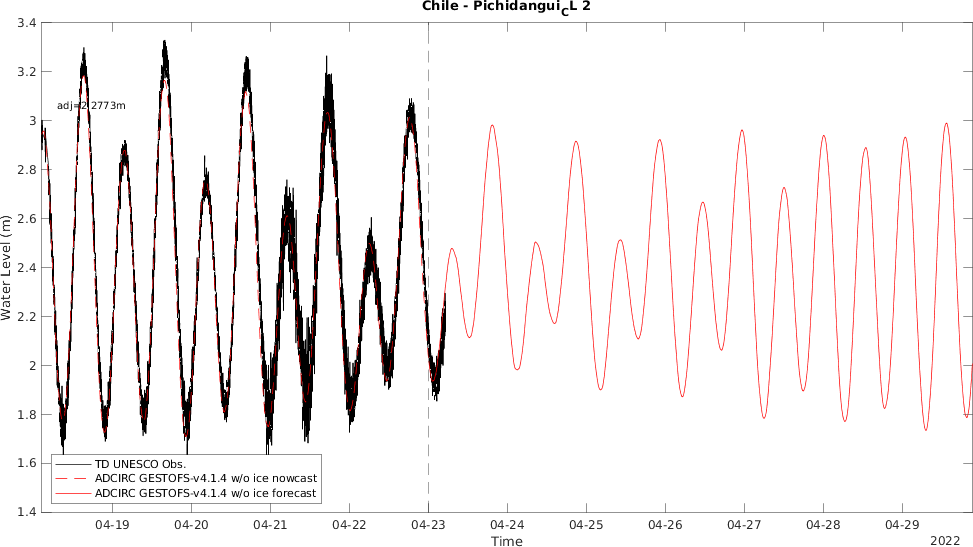 Chile - PichidanguiCL 2
3.4
3.2
3
2.8
2.6
2.4
2.2
2
1.8
1.6
1.4
Water Level (m)
adj=2.2773m
TD UNESCO Obs.
ADCIRC GESTOFS-v4.1.4 w/o ice nowcast
ADCIRC GESTOFS-v4.1.4 w/o ice forecast
04-19 04-20 04-21 04-22 04-23 04-24 04-25 04-26 04-27 04-28 04-29
Time
2022